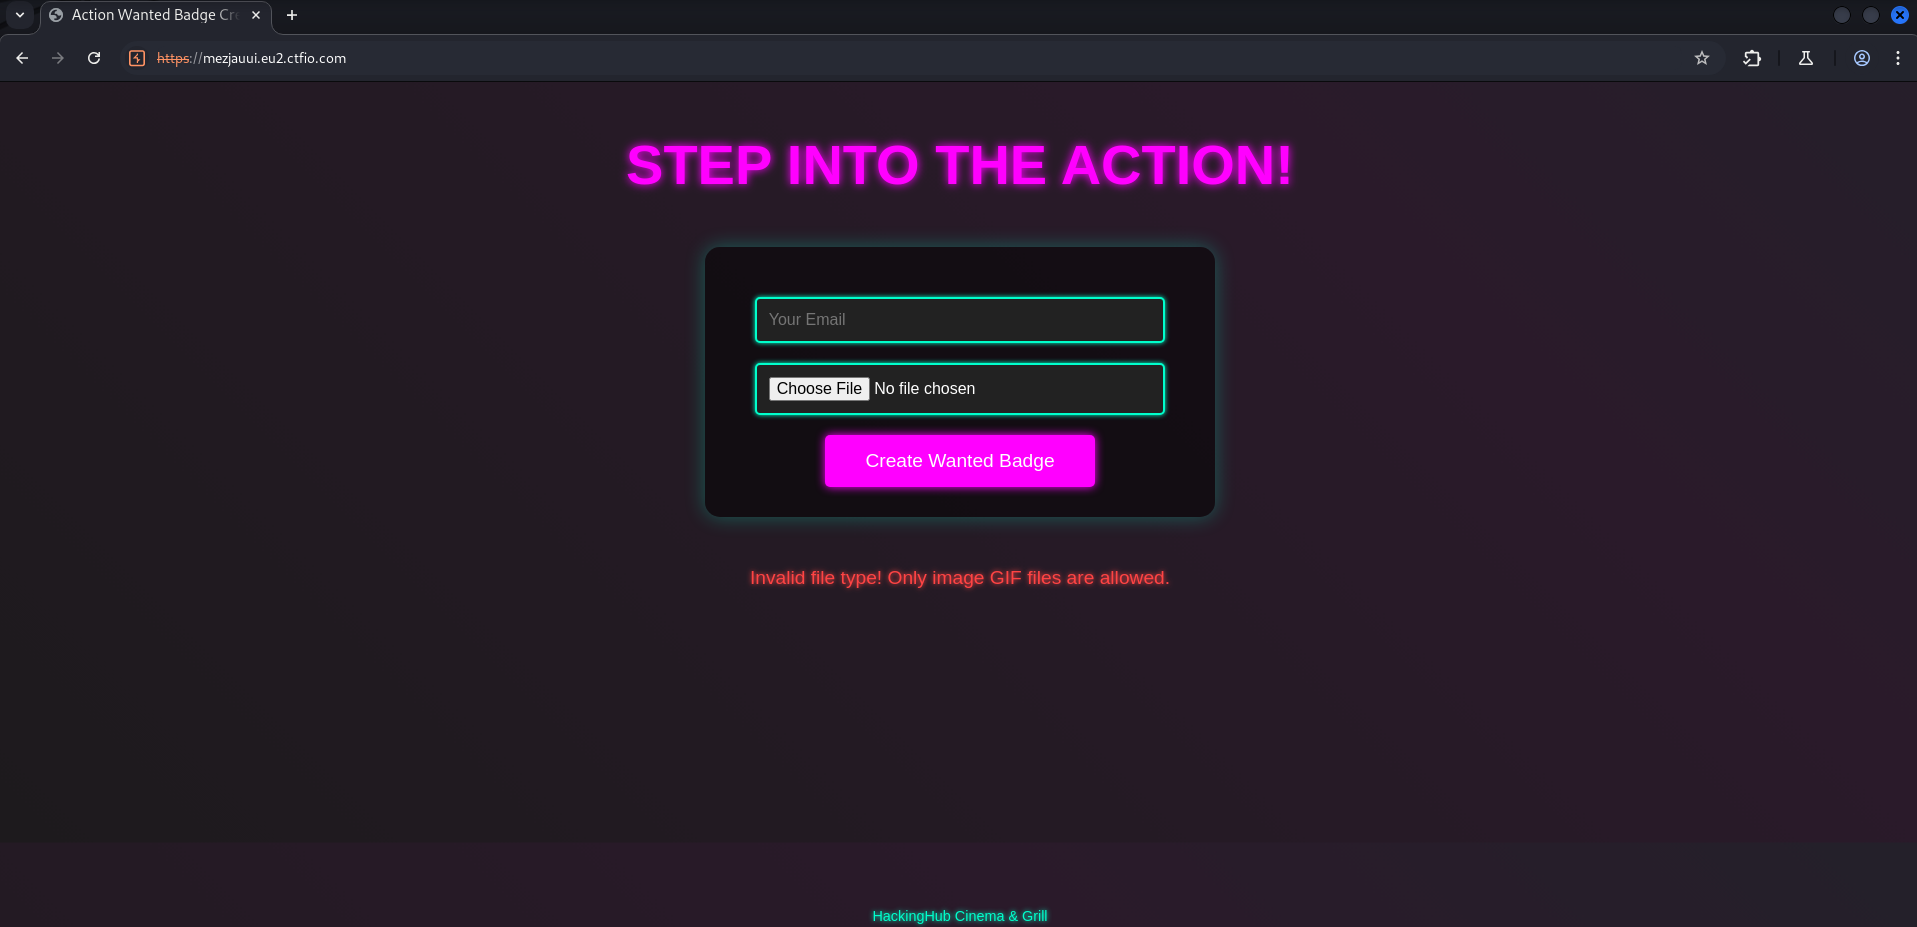 Action Wanted Badge Cre
https://mezjauui.eu2.ctfio.com
STEP INTO THE ACTION!
Your Email
Choose File No file chosen
Create Wanted Badge
Invalid file type! Only image GIF files are allowed.
HackingHub Cinema & Grill